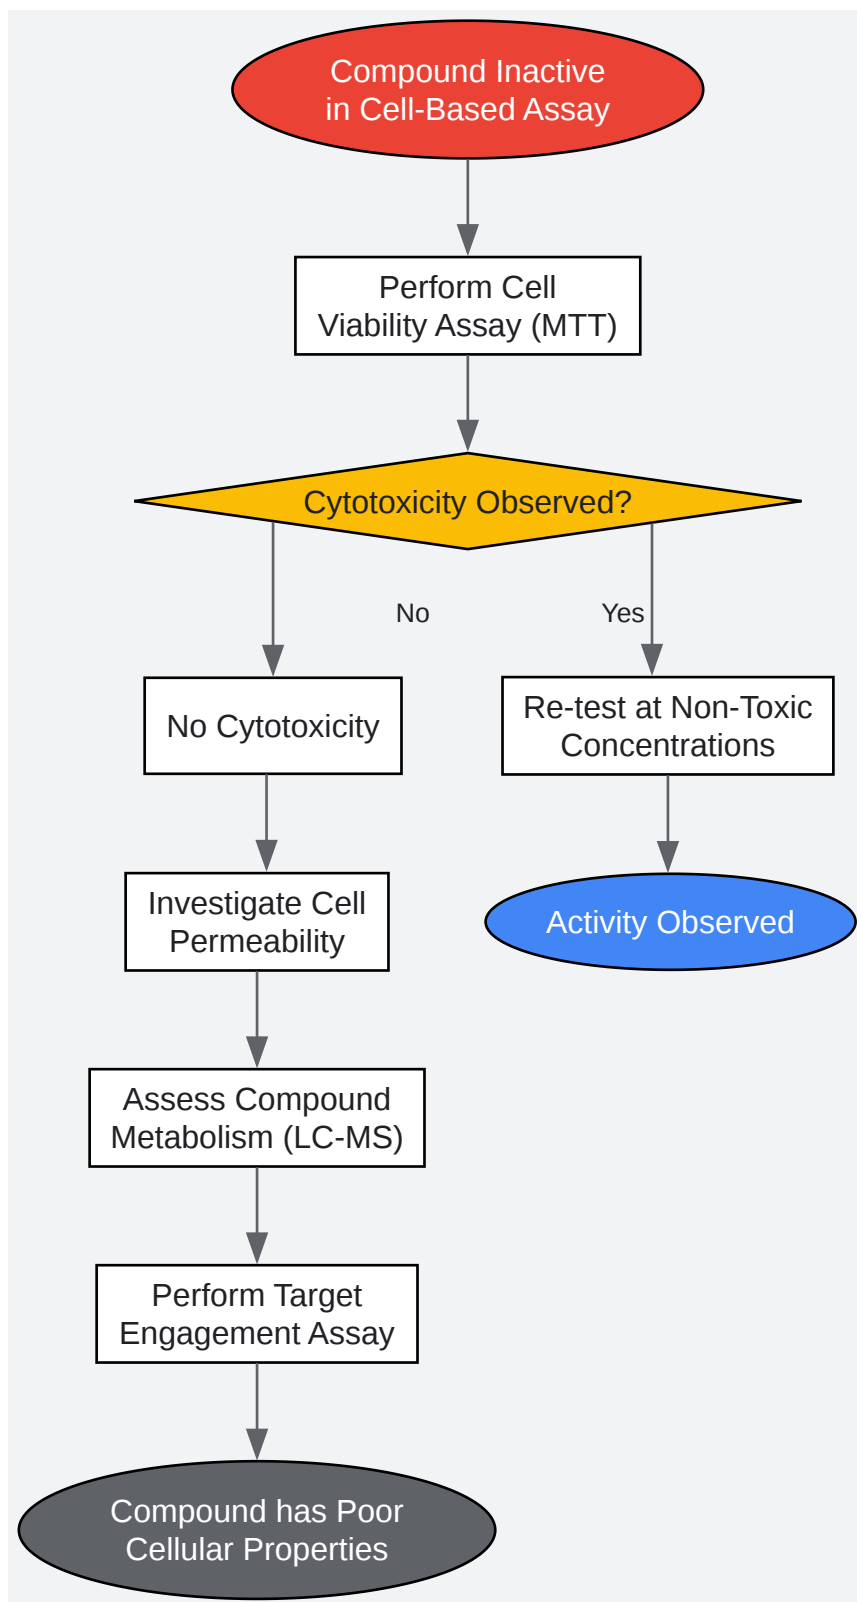 Compound Inactive
in Cell-Based Assay
Perform Cell
Viability Assay (MTT)
Cytotoxicity Observed?
No
Yes
No Cytotoxicity
Re-test at Non-Toxic
Concentrations
Investigate Cell
Permeability
Activity Observed
Assess Compound
Metabolism (LC-MS)
Perform Target
Engagement Assay
Compound has Poor
Cellular Properties